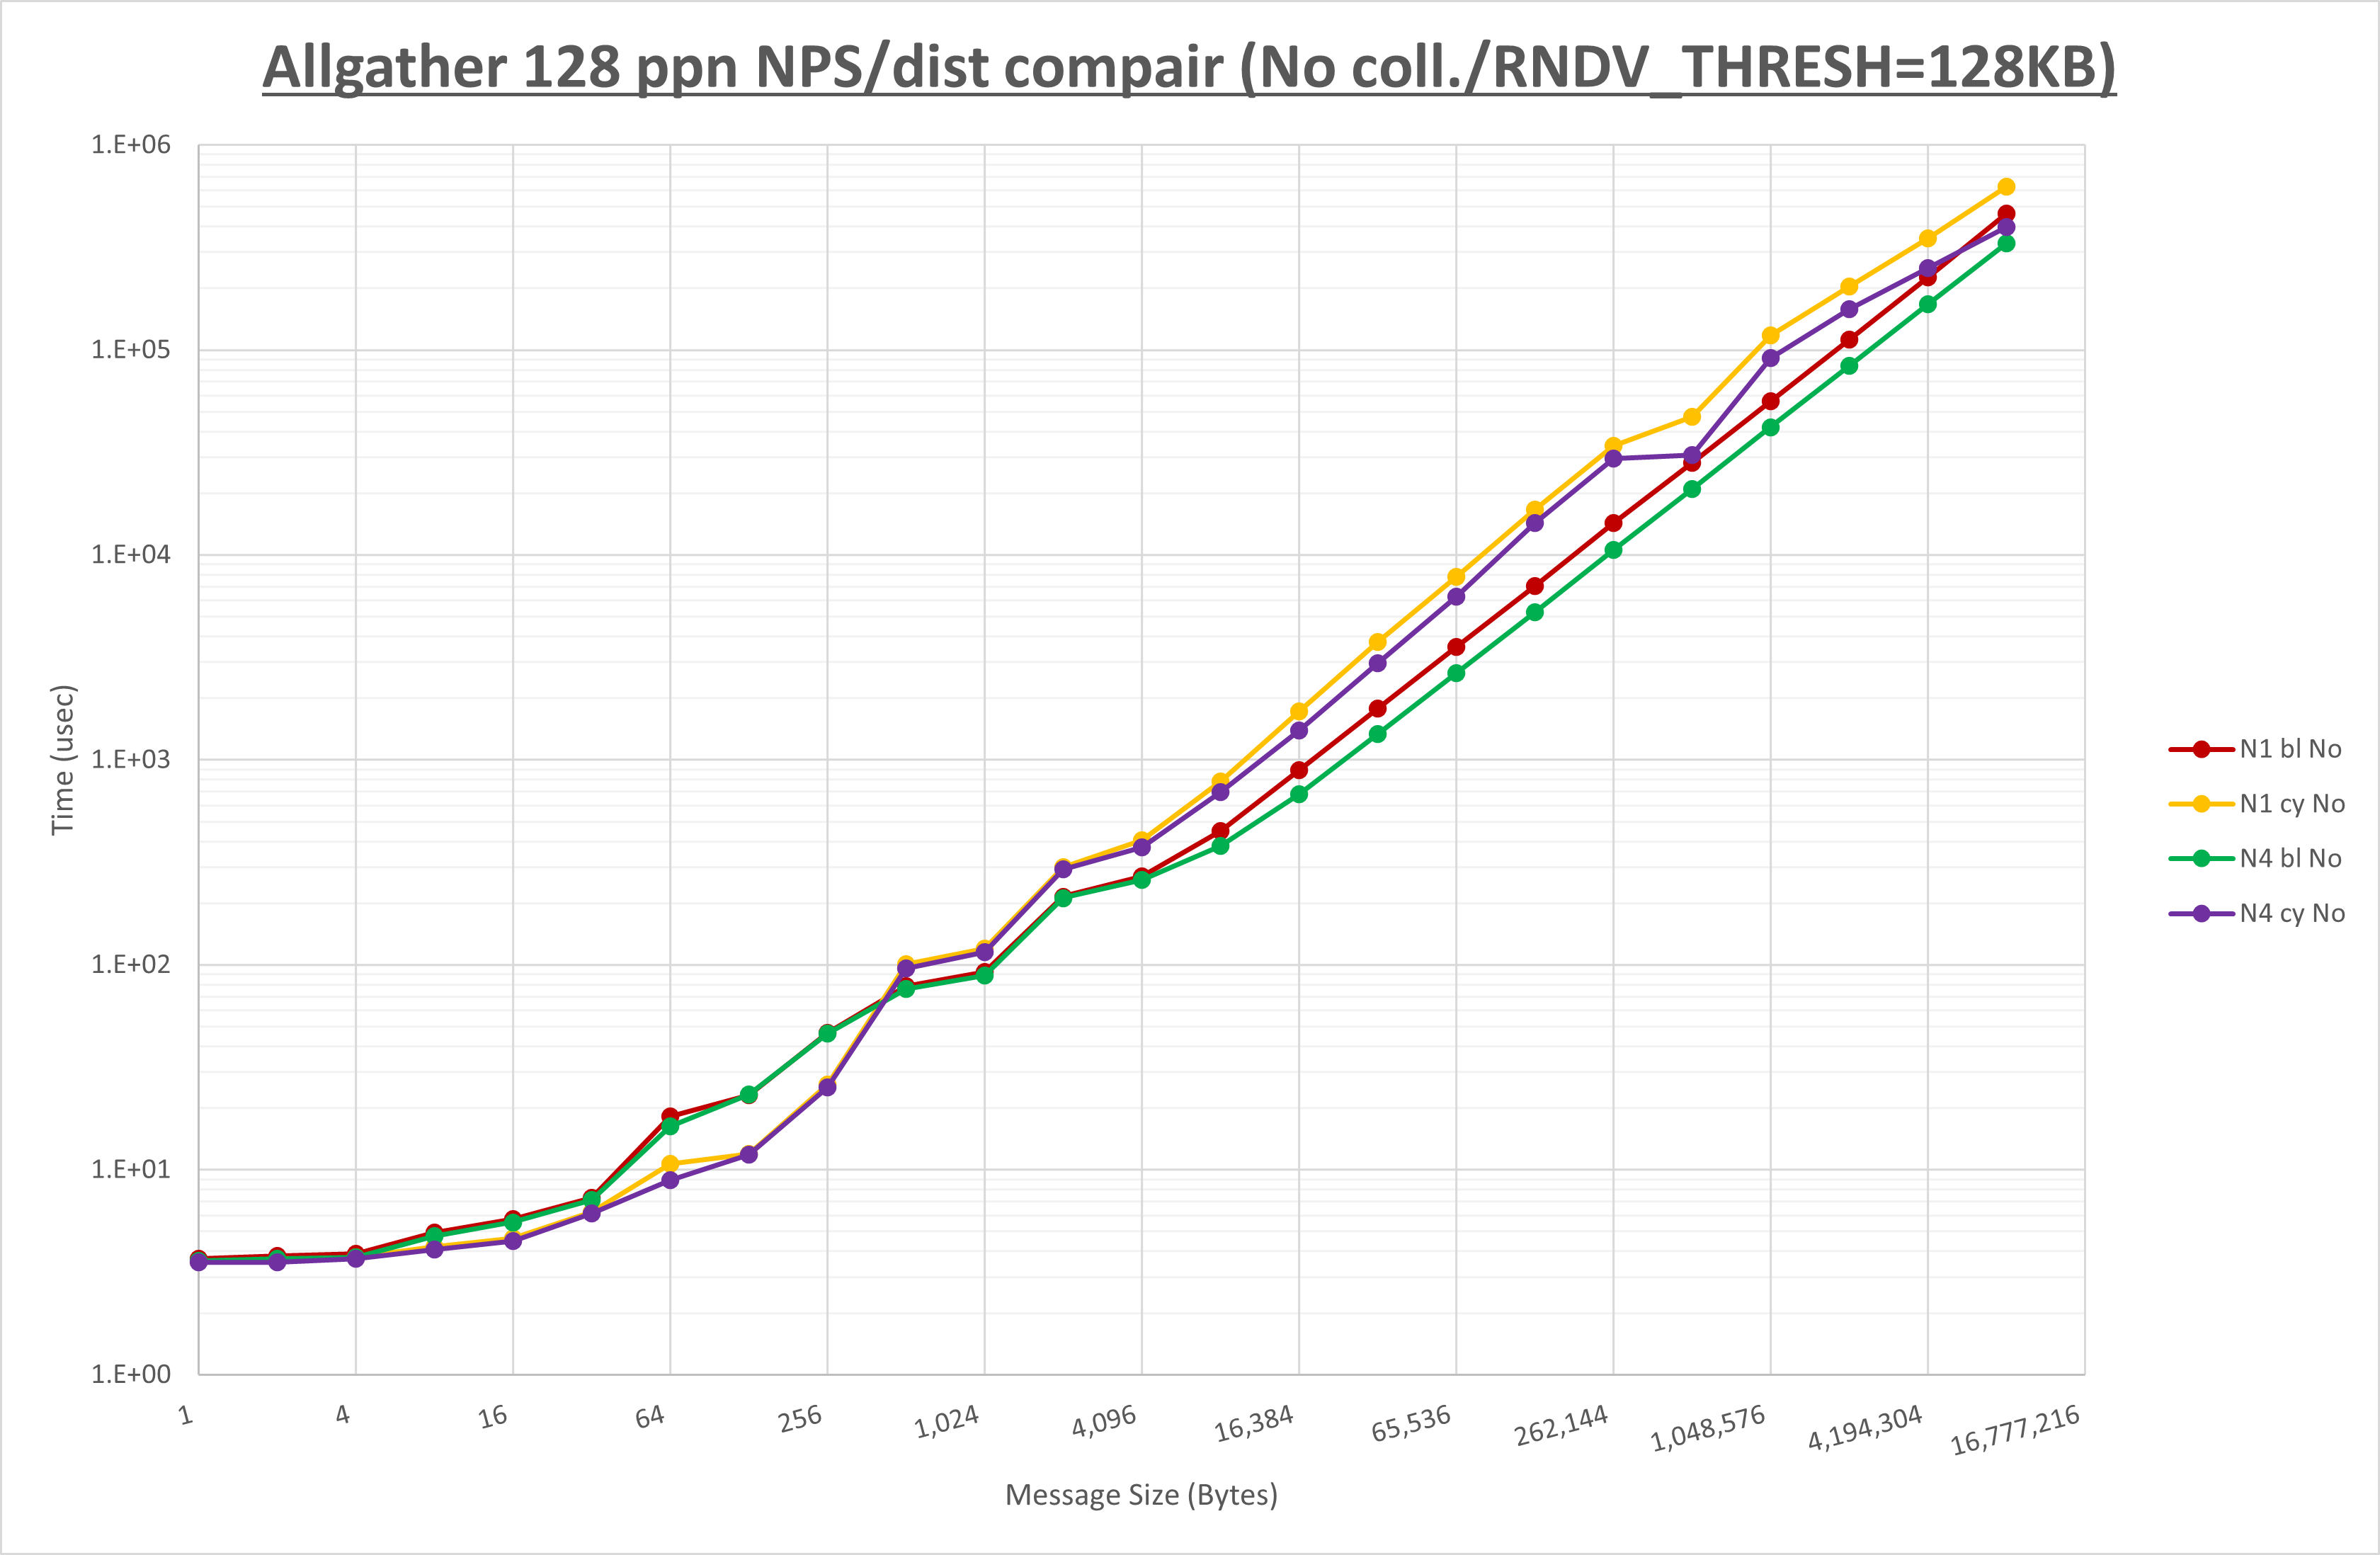 Allgather 128 ppn NPS/dist compair (No coll./RNDV_THRESH=128KB)
1.E+06
1.E+05
1.E+04
1.E+03
1.E+02
1.E+01
1.E+00
Time (usec)
1
4
16
64
256
1,024
4,096
16,384
65,536
262,144
1,048,576
4,194,304
16,777,216
Message Size (Bytes)
N1 bl No
N1 cy No
N4 bl No
N4 cy No